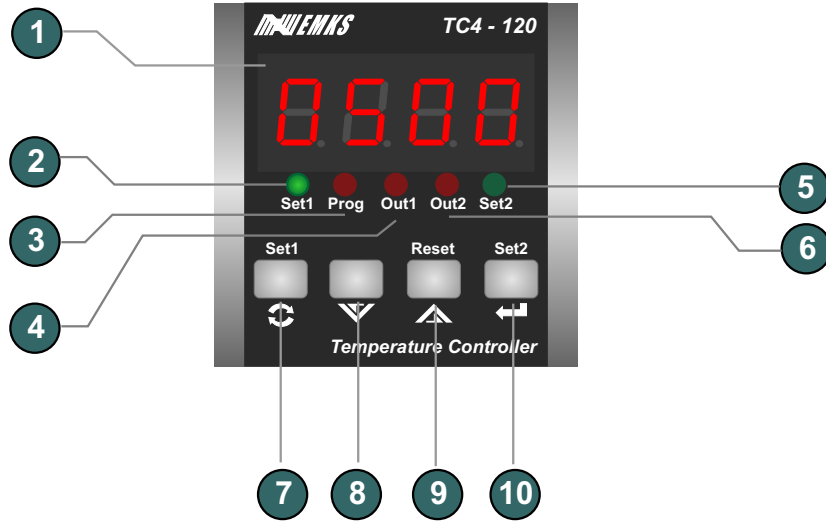 EMKS TC4 - 120
1
0500
2
5
Set1 Prog Out1 Out2 Set2
3
6
Set1 Reset Set2
4
Temperature Controller
7 8 9 10